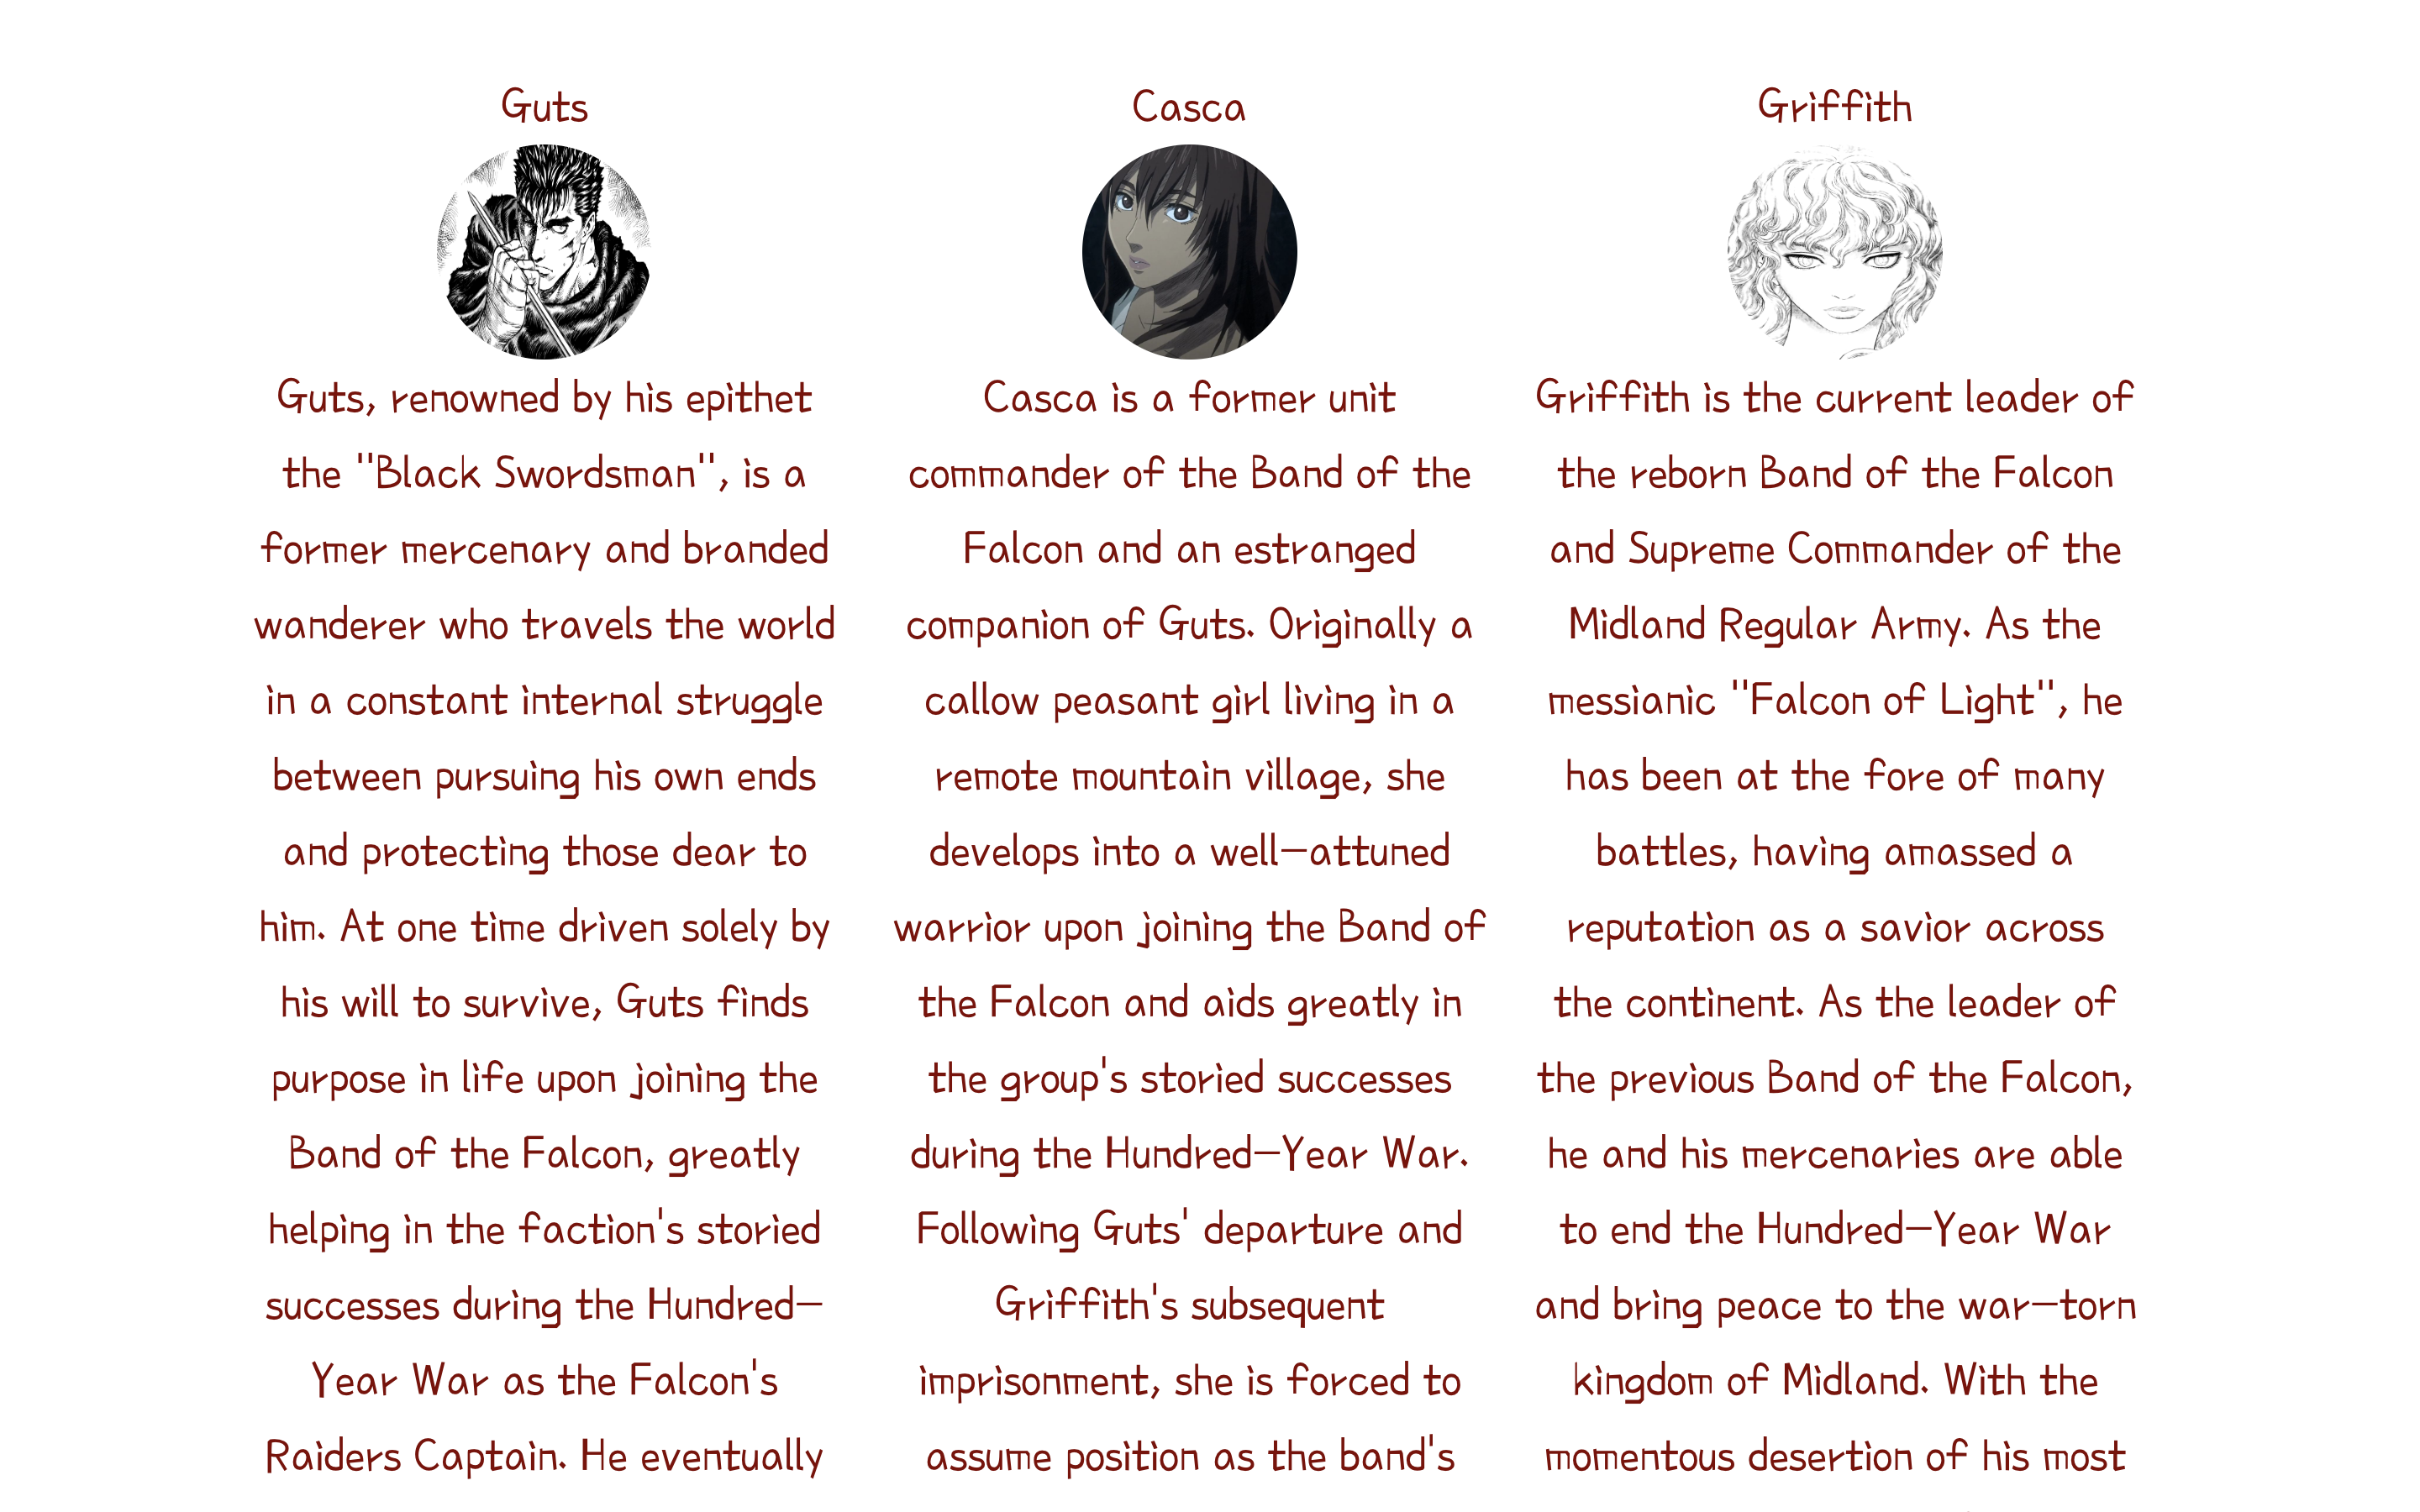 Guts
Guts, renowned by his epithet
the "Black Swordsman", is a
former mercenary and branded
wanderer who travels the world
in a constant internal struggle
between pursuing his own ends
and protecting those dear to
him. At one time driven solely by
his will to survive, Guts finds
purpose in life upon joining the
Band of the Falcon, greatly
helping in the faction's storied
successes during the Hundred-
Year War as the Falcon's
Raiders Captain. He eventually
Casca
Casca is a former unit
commander of the Band of the
Falcon and an estranged
companion of Guts. Originally a
callow peasant girl living in a
remote mountain village, she
develops into a well-attuned
warrior upon joining the Band of
the Falcon and aids greatly in
the group's storied successes
during the Hundred-Year War.
Following Guts' departure and
Griffith's subsequent
imprisonment, she is forced to
assume position as the band's
Griffith
Griffith is the current leader of
the reborn Band of the Falcon
and Supreme Commander of the
Midland Regular Army. As the
messianic "Falcon of Light", he
has been at the fore of many
battles, having amassed a
reputation as a savior across
the continent. As the leader of
the previous Band of the Falcon,
he and his mercenaries are able
to end the Hundred-Year War
and bring peace to the war-torn
kingdom of Midland. With the
momentous desertion of his most